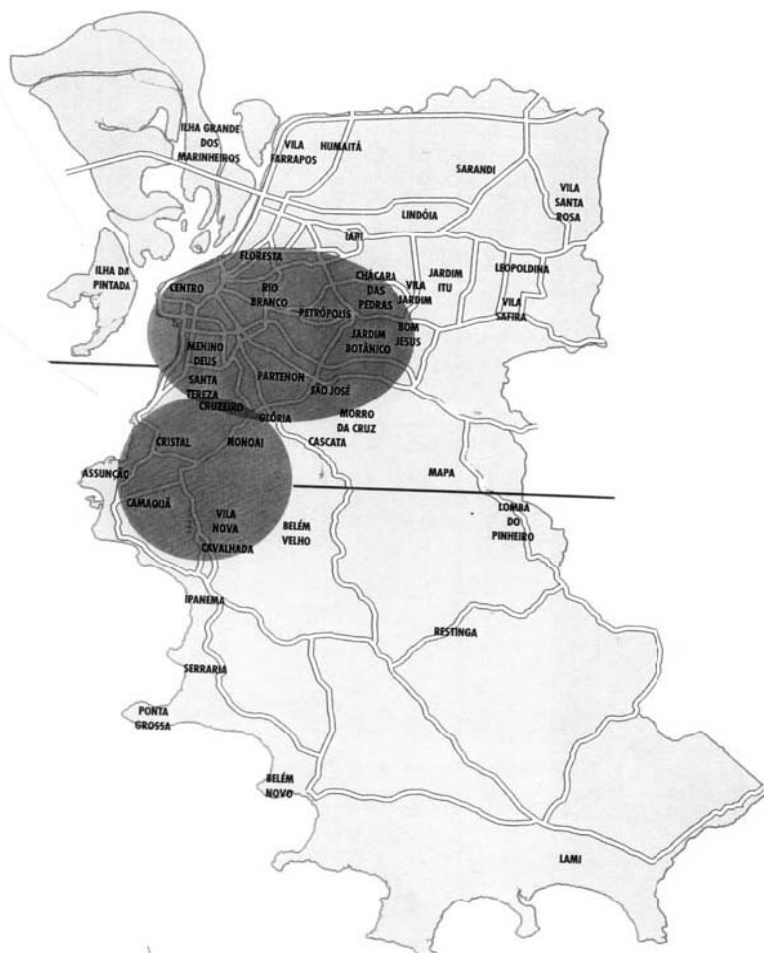 ILHA GRANDE
DOS
MARINHEIROS
VILA
FARRAPOS
HUMAITÁ
SARANDI
VILA
SANTA
ROSA
LINDÓIA
IAPI
FLORESTA
ILHA DA
PINTADA
CENTRO
RIO
BRANCO
CHÁCARA
DAS
PEDRAS
VILA
JARDIM
JARDIM
ITU
LEOPOLDINA
VILA
SAFIRA
PETRÓPOLIS
JARDIM
BOTÂNICO
BOM
JESUS
MENINO
DEUS
SANTA
TEREZA
PARTENON
SÃO JOSÉ
CRUZEIRO
GLÓRIA
MORRO
DA CRUZ
CASCATA
CRISTAL
NONOAI
ASSUNÇÃO
MAPA
CAMAQUÃ
VILA
NOVA
CAVALHADA
BELÉM
VELHO
LOMBA
DO
PINHEIRO
IPANEMA
RESTINGA
SERRARIA
PONTA
GROSSA
BELÉM
NOVO
LAMI